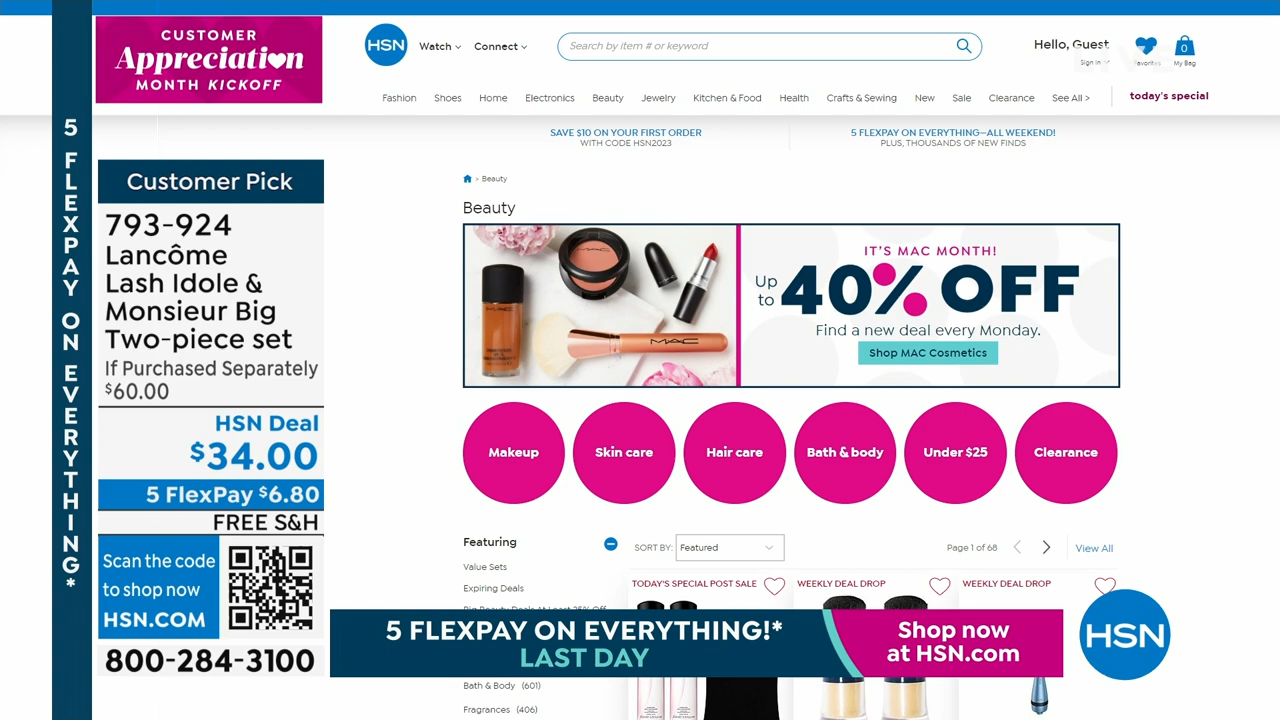 CUSTOMER
Appreciation
MONTH KICKOFF
5 FLEXPAY ON EVERYTHING!*
Customer Pick
793-924
Lancôme
Lash Idole &
Monsieur Big
Two-piece set
If Purchased Separately
$60.00
HSN Deal
$34.00
5 FlexPay $6.80
FREE S&H
Scan the code
to shop now
HSN.COM
800-284-3100
HSN
Watch
Connect
Search by item # or keyword
Hello, Guest
Sign In
Favorites
0
My Bag
Fashion
Shoes
Home
Electronics
Beauty
Jewelry
Kitchen & Food
Health
Crafts & Sewing
New
Sale
Clearance
See All >
today's special
SAVE $10 ON YOUR FIRST ORDER
WITH CODE HSN2023
5 FLEXPAY ON EVERYTHING—ALL WEEKEND!
PLUS, THOUSANDS OF NEW FINDS
> Beauty
Beauty
MAC
MAC
IT'S MAC MONTH!
Up to 40% OFF
Find a new deal every Monday.
Shop MAC Cosmetics
Makeup
Skin care
Hair care
Bath & body
Under $25
Clearance
Featuring
SORT BY:
Featured
Page 1 of 68
View All
Value Sets
Expiring Deals
TODAY'S SPECIAL POST SALE
WEEKLY DEAL DROP
WEEKLY DEAL DROP
5 FLEXPAY ON EVERYTHING!*
LAST DAY
Shop now
at HSN.com
HSN
Bath & Body (601)
Fragrances (406)